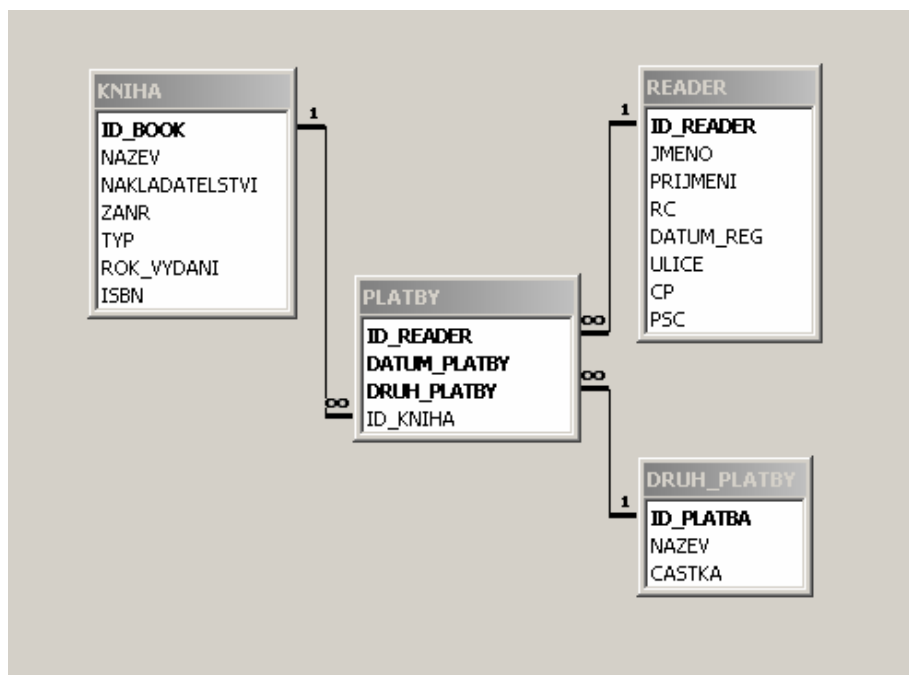 KNIHA
ID_BOOK
NAZEV
NAKLADATELSTVI
ZANR
TYP
ROK_VYDANI
ISBN
1
∞
PLATBY
ID_READER
DATUM_PLATBY
DRUH_PLATBY
ID_KNIHA
∞
∞
1
READER
ID_READER
JMENO
PRIJMENI
RC
DATUM_REG
ULICE
CP
PSC
1
DRUH_PLATBY
ID_PLATBA
NAZEV
CASTKA